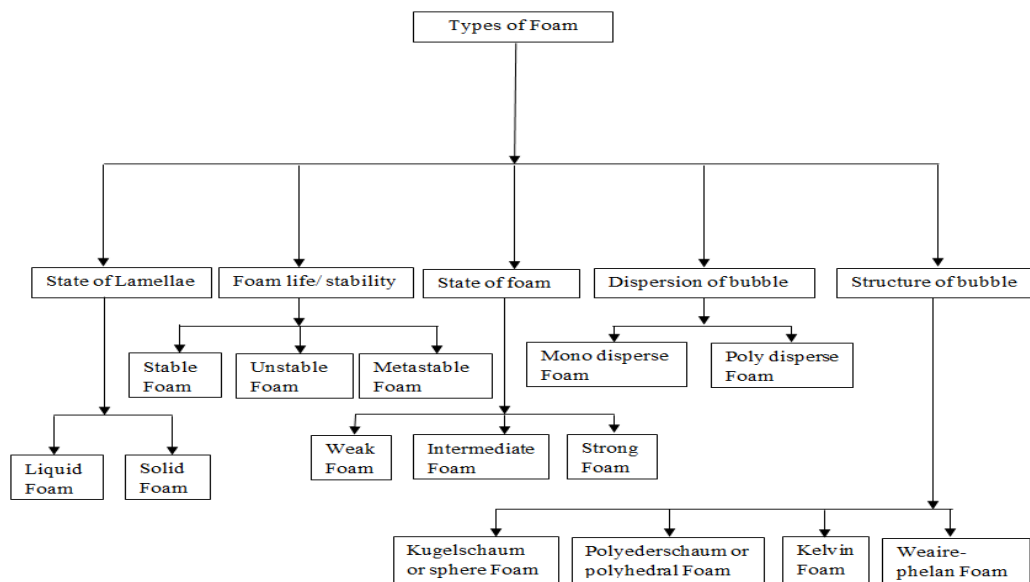 Types of Foam
State of Lamellae
Foam life/ stability
State of foam
Dispersion of bubble
Structure of bubble
Stable
Foam
Unstable
Foam
Metastable
Foam
Mono disperse
Foam
Poly disperse
Foam
Liquid
Foam
Solid
Foam
Weak
Foam
Intermediate
Foam
Strong
Foam
Kugelschaum
or sphere Foam
Polyederschaum or
polyhedral Foam
Kelvin
Foam
Weaire-
phelan Foam